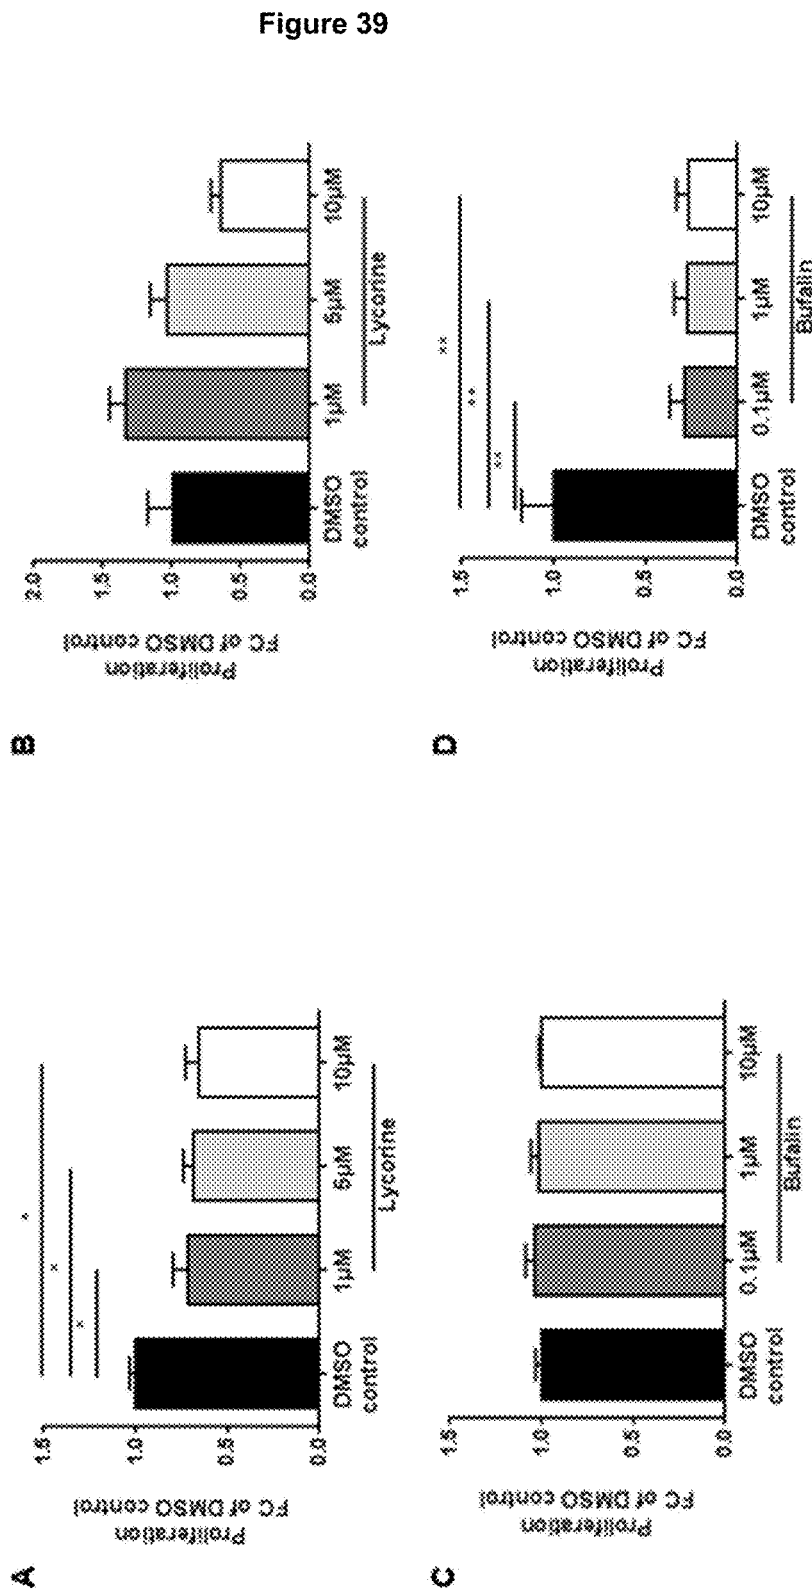 Figure 39
A
Proliferation
FC of DMSO control
1.5
1.0
0.5
0.0
*
*
*
DMSO
control
1µM
5µM
10µM
Lycorine
B
Proliferation
FC of DMSO control
2.0
1.5
1.0
0.5
0.0
DMSO
control
1µM
5µM
10µM
Lycorine
C
Proliferation
FC of DMSO control
1.5
1.0
0.5
0.0
DMSO
control
0.1µM
1µM
10µM
Bufalin
D
Proliferation
FC of DMSO control
1.5
1.0
0.5
0.0
**
**
**
DMSO
control
0.1µM
1µM
10µM
Bufalin